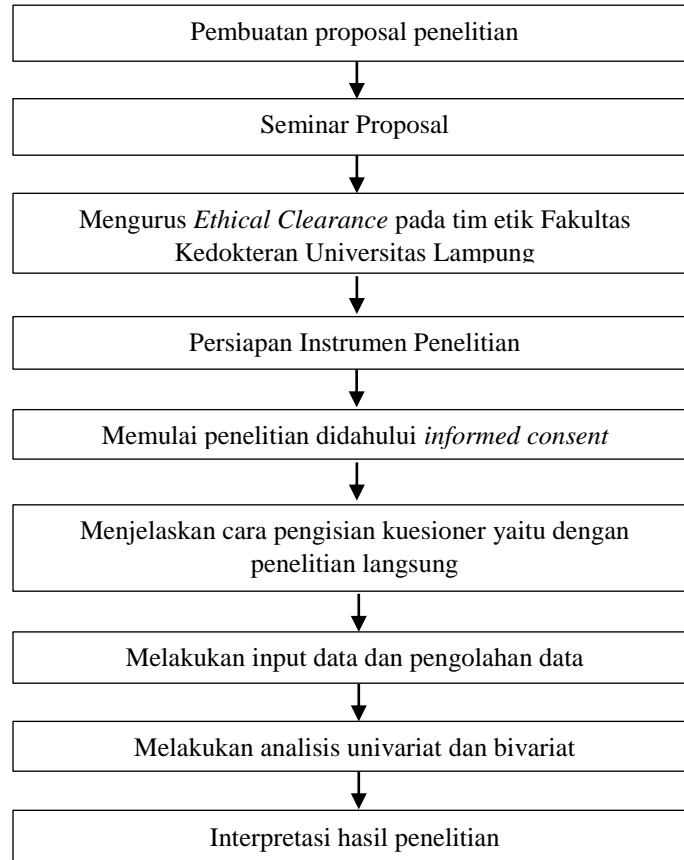 Pembuatan proposal penelitian
Seminar Proposal
Mengurus Ethical Clearance pada tim etik Fakultas
Kedokteran Universitas Lampung
Persiapan Instrumen Penelitian
Memulai penelitian didahului informed consent
Menjelaskan cara pengisian kuesioner yaitu dengan
penelitian langsung
Melakukan input data dan pengolahan data
Melakukan analisis univariat dan bivariat
Interpretasi hasil penelitian